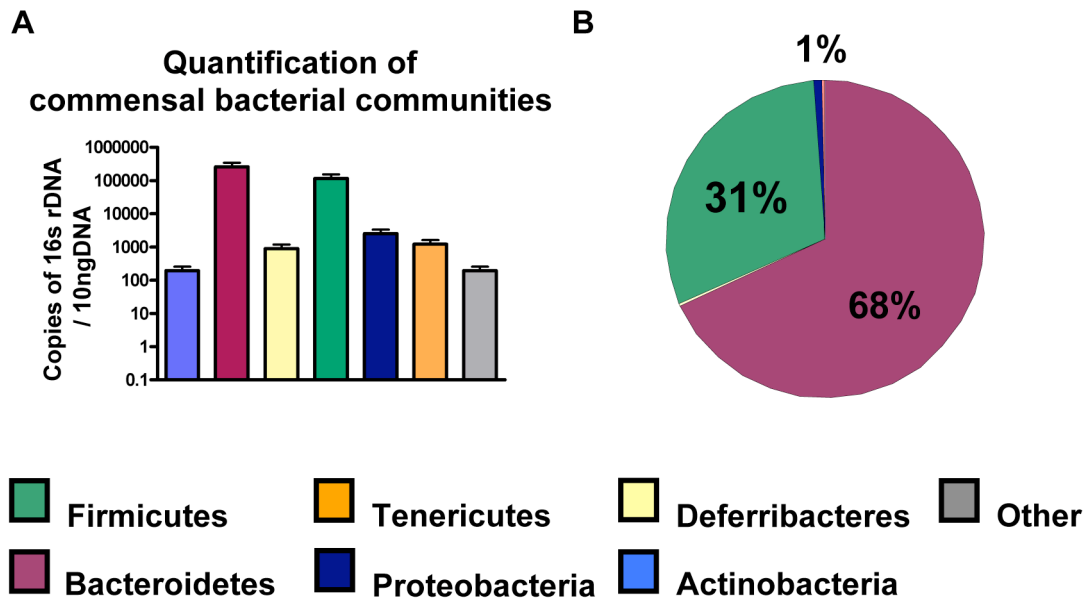 A
Quantification of
commensal bacterial communities
Copies of 16s rDNA
/ 10ngDNA
1000000
100000
10000
1000
100
10
1
0.1
B
1%
31%
68%
Firmicutes
Tenericutes
Deferribacteres
Other
Bacteroidetes
Proteobacteria
Actinobacteria